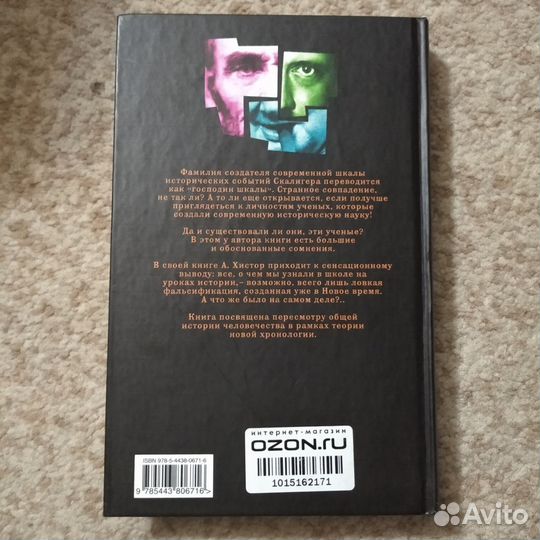 Фамилия создателя современной шкалы
исторических событий Скалигера переводится
как «господин шкалы». Странное совпадение,
не так ли? А то ли еще открывается, если получше
приглядеться к личностям ученых, которые
создали современную историческую науку!
Да и существовали ли они, эти ученые?
В этом у автора книги есть большие
и обоснованные сомнения.
В своей книге А. Хистор приходит к сенсационному
выводу: все, о чем мы узнали в школе на
уроках истории,– возможно, всего лишь ловкая
фальсификация, созданная уже в Новое время.
А что же было на самом деле?..
Книга посвящена пересмотру общей
истории человечества в рамках теории
новой хронологии.
ISBN 978-5-4438-0671-6
9 785443 806716 >
интернет-магазин
OZON.ru
1015162171
Avito